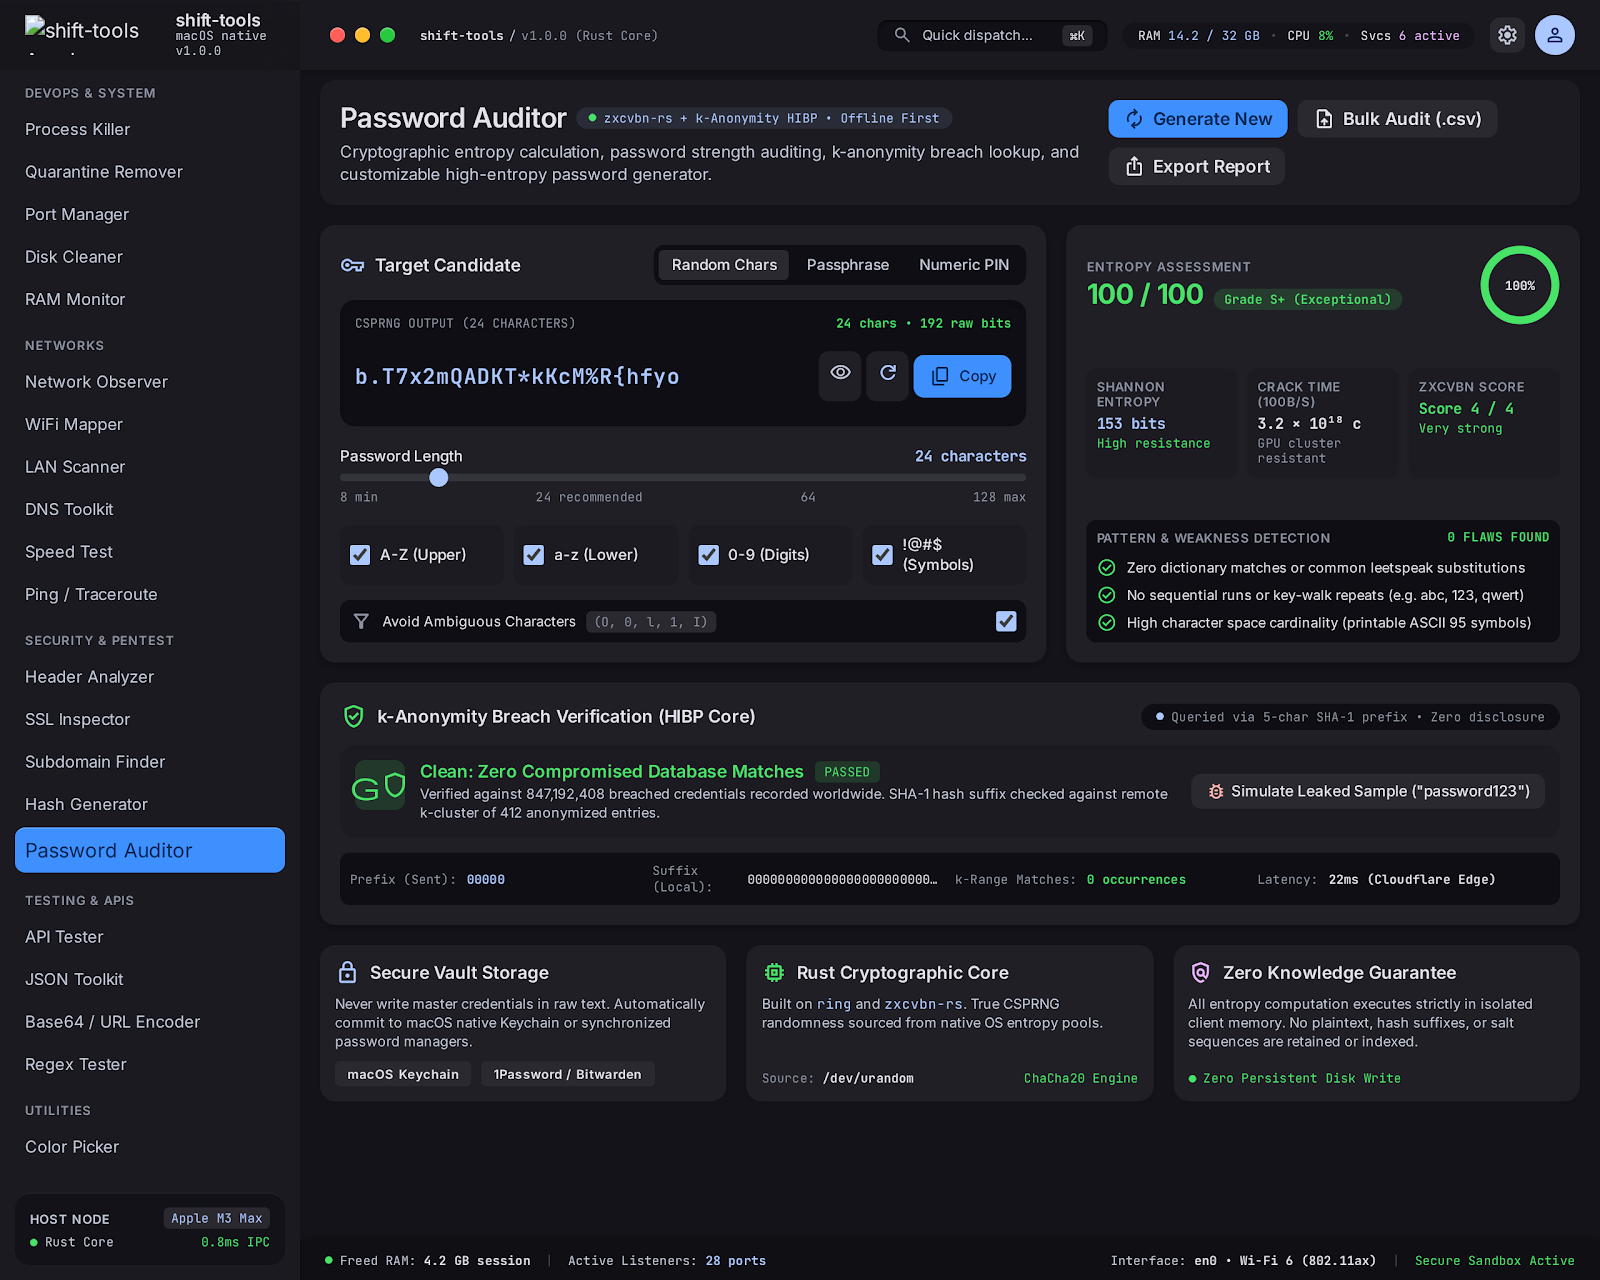 shift-tools
shift-tools
macOS native
v1.0.0
DEVOPS & SYSTEM
Process Killer
Quarantine Remover
Port Manager
Disk Cleaner
RAM Monitor
NETWORKS
Network Observer
WiFi Mapper
LAN Scanner
DNS Toolkit
Speed Test
Ping / Traceroute
SECURITY & PENTEST
Header Analyzer
SSL Inspector
Subdomain Finder
Hash Generator
Password Auditor
TESTING & APIS
API Tester
JSON Toolkit
Base64 / URL Encoder
Regex Tester
UTILITIES
Color Picker
HOST NODE Apple M3 Max
Rust Core 0.8ms IPC
shift-tools / v1.0.0 (Rust Core)
Quick dispatch... ⌘K
RAM 14.2 / 32 GB • CPU 8% • Svcs 6 active
Password Auditor
zxcvbn-rs + k-Anonymity HIBP • Offline First
Cryptographic entropy calculation, password strength auditing, k-anonymity breach lookup, and
customizable high-entropy password generator.
Generate New
Bulk Audit (.csv)
Export Report
Target Candidate
Random Chars Passphrase Numeric PIN
CSPRNG OUTPUT (24 CHARACTERS) 24 chars • 192 raw bits
b.T7x2mQADKT*kKcM%R{hfyo
Copy
Password Length 24 characters
8 min 24 recommended 64 128 max
A-Z (Upper)
a-z (Lower)
0-9 (Digits)
!@#$
(Symbols)
Avoid Ambiguous Characters (O, 0, l, 1, I)
ENTROPY ASSESSMENT
100 / 100 Grade S+ (Exceptional)
100%
SHANNON
ENTROPY
153 bits
High resistance
CRACK TIME
(100B/S)
3.2 × 10¹⁸ c
GPU cluster
resistant
ZXCVBN SCORE
Score 4 / 4
Very strong
PATTERN & WEAKNESS DETECTION 0 FLAWS FOUND
Zero dictionary matches or common leetspeak substitutions
No sequential runs or key-walk repeats (e.g. abc, 123, qwert)
High character space cardinality (printable ASCII 95 symbols)
k-Anonymity Breach Verification (HIBP Core)
Queried via 5-char SHA-1 prefix • Zero disclosure
Clean: Zero Compromised Database Matches PASSED
Verified against 847,192,408 breached credentials recorded worldwide. SHA-1 hash suffix checked against remote
k-cluster of 412 anonymized entries.
Simulate Leaked Sample ("password123")
Prefix (Sent): 00000
Suffix
(Local): 0000000000000000000000000…
k-Range Matches: 0 occurrences
Latency: 22ms (Cloudflare Edge)
Secure Vault Storage
Never write master credentials in raw text. Automatically
commit to macOS native Keychain or synchronized
password managers.
macOS Keychain 1Password / Bitwarden
Rust Cryptographic Core
Built on ring and zxcvbn-rs. True CSPRNG
randomness sourced from native OS entropy pools.
Source: /dev/urandom ChaCha20 Engine
Zero Knowledge Guarantee
All entropy computation executes strictly in isolated
client memory. No plaintext, hash suffixes, or salt
sequences are retained or indexed.
Zero Persistent Disk Write
Freed RAM: 4.2 GB session | Active Listeners: 28 ports
Interface: en0 • Wi-Fi 6 (802.11ax) | Secure Sandbox Active